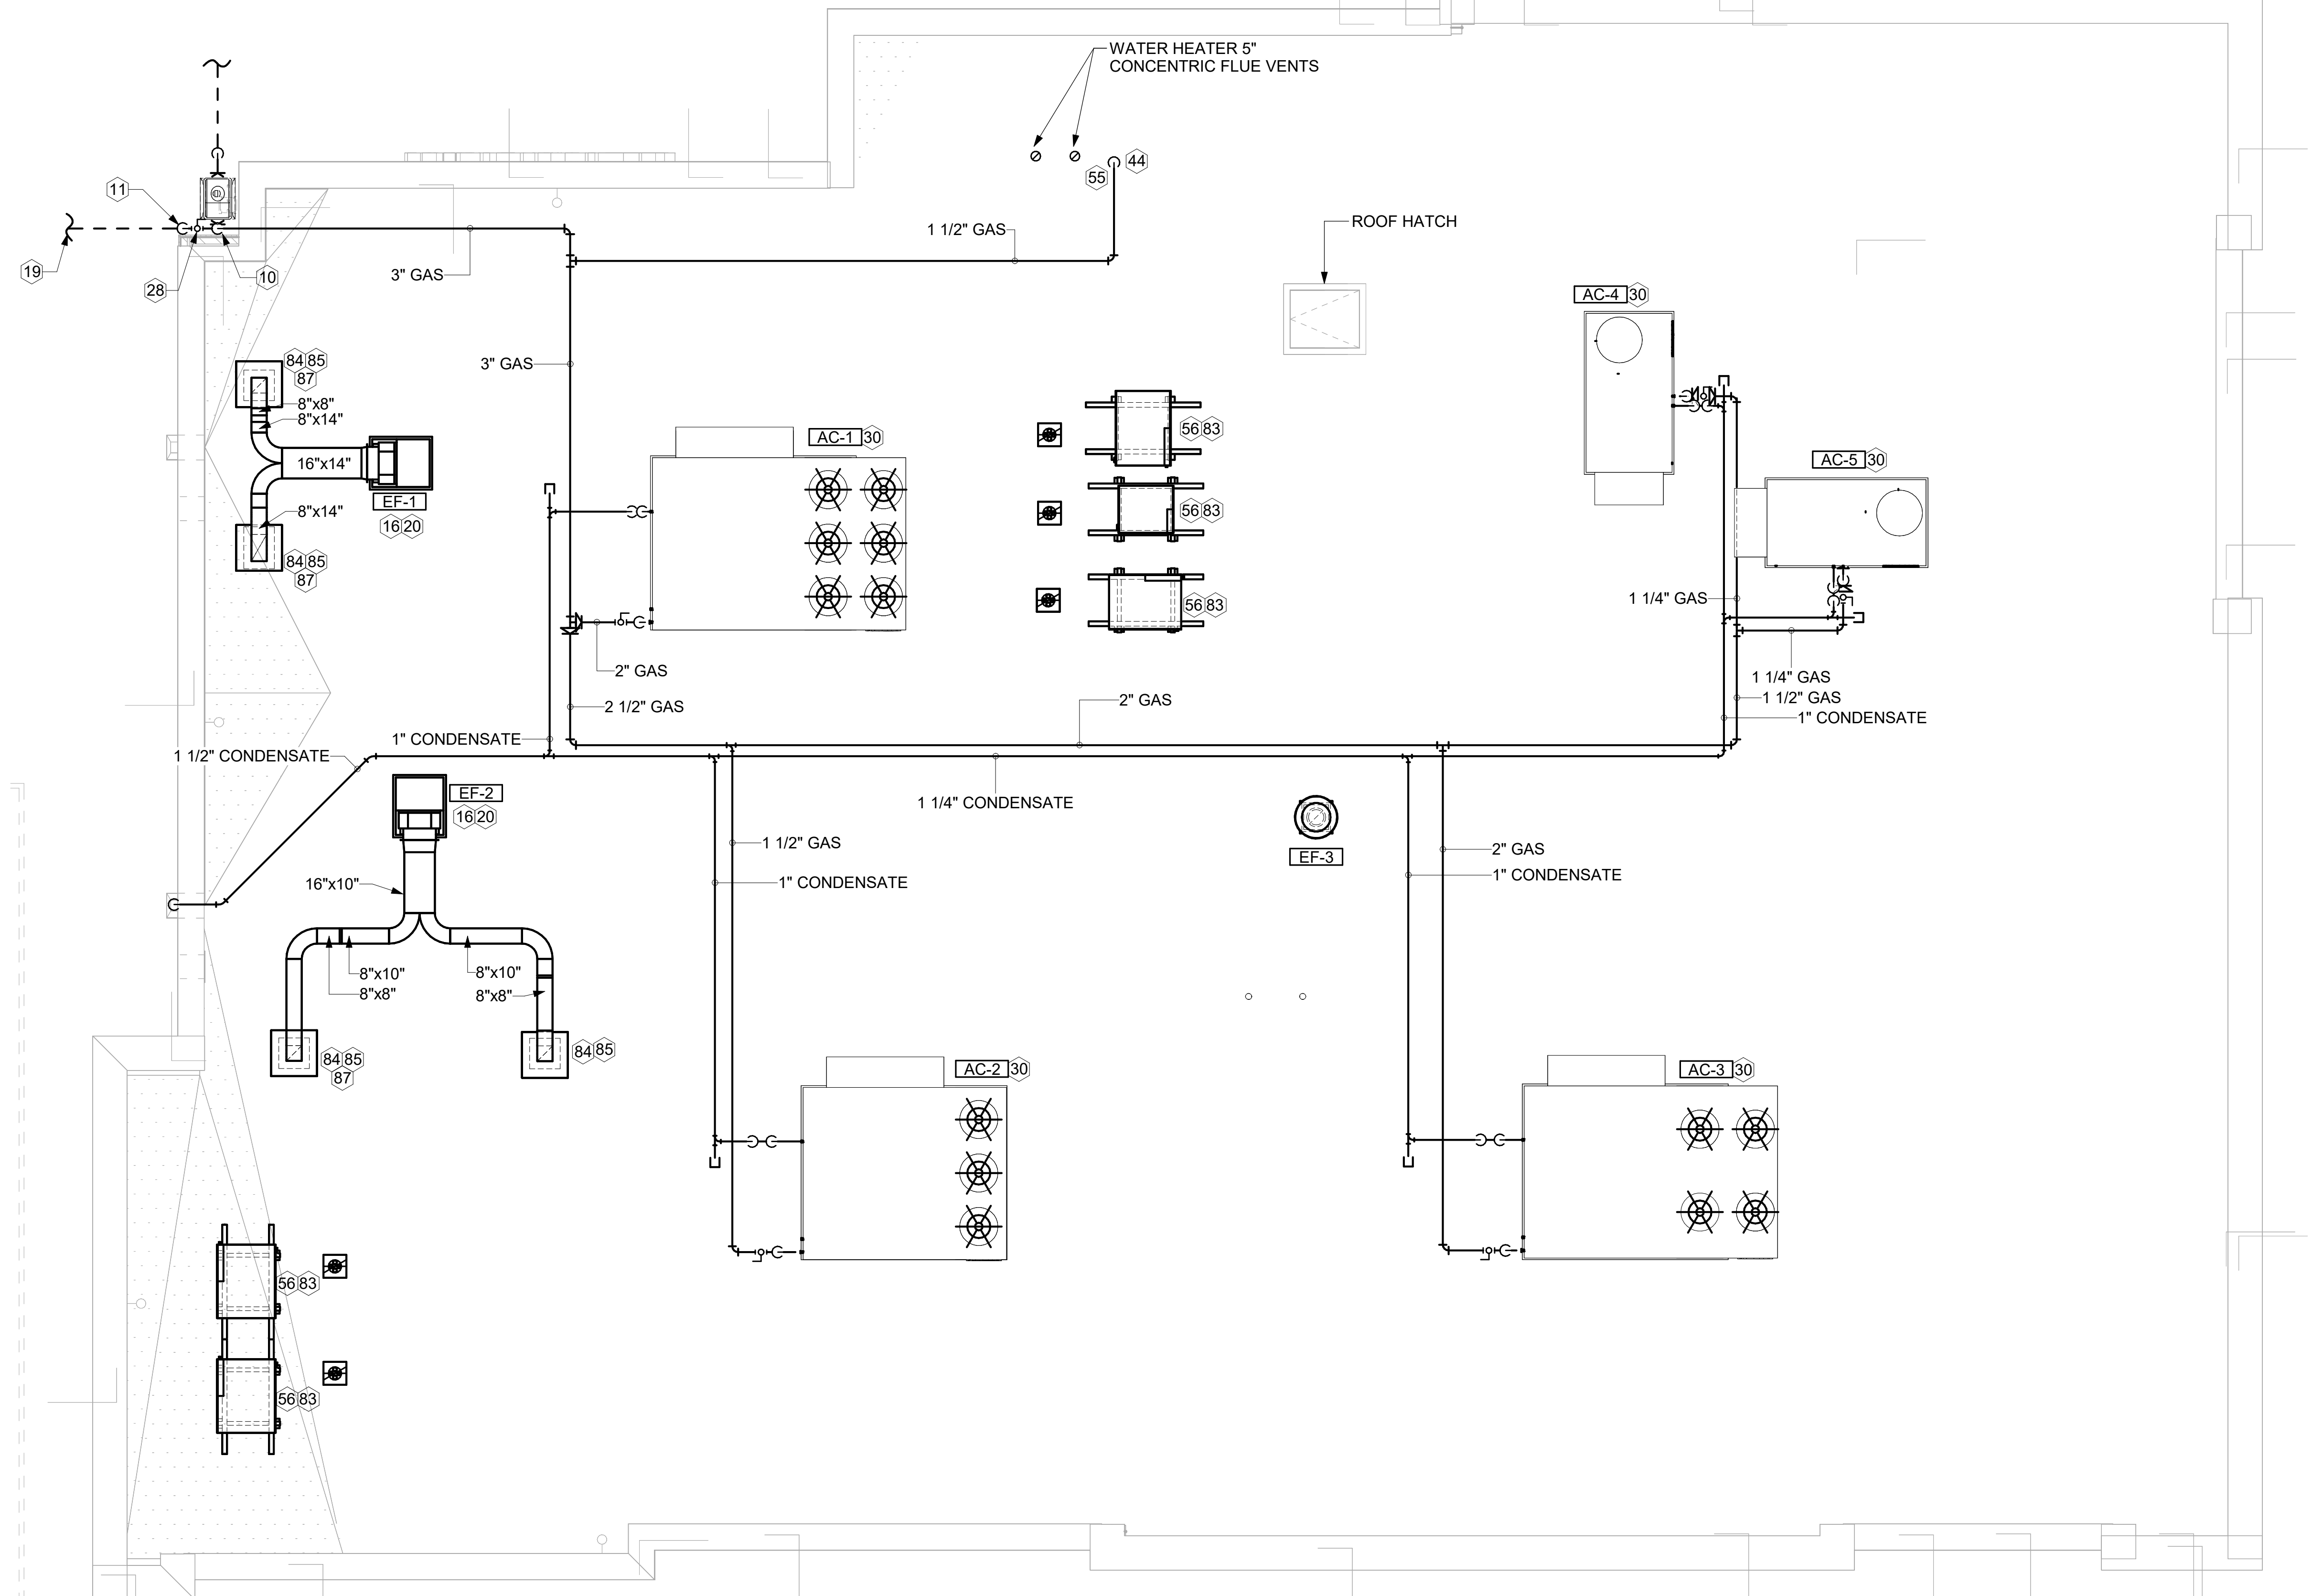 WATER HEATER 5"
CONCENTRIC FLUE VENTS
44
55
11
1 1/2" GAS
ROOF HATCH
19
28
10
3" GAS
AC-4 30
3" GAS
84 85
87
8"x8"
8"x14"
AC-1 30
56 83
AC-5 30
16"x14"
EF-1
16 20
8"x14"
56 83
84 85
87
56 83
1 1/4" GAS
2" GAS
1 1/4" GAS
2 1/2" GAS
2" GAS
1 1/2" GAS
1" CONDENSATE
1" CONDENSATE
1 1/2" CONDENSATE
EF-2
16 20
1 1/4" CONDENSATE
1 1/2" GAS
EF-3
2" GAS
16"x10"
1" CONDENSATE
1" CONDENSATE
8"x10"
8"x10"
8"x8"
8"x8"
84 85
87
84 85
AC-2 30
AC-3 30
56 83
56 83